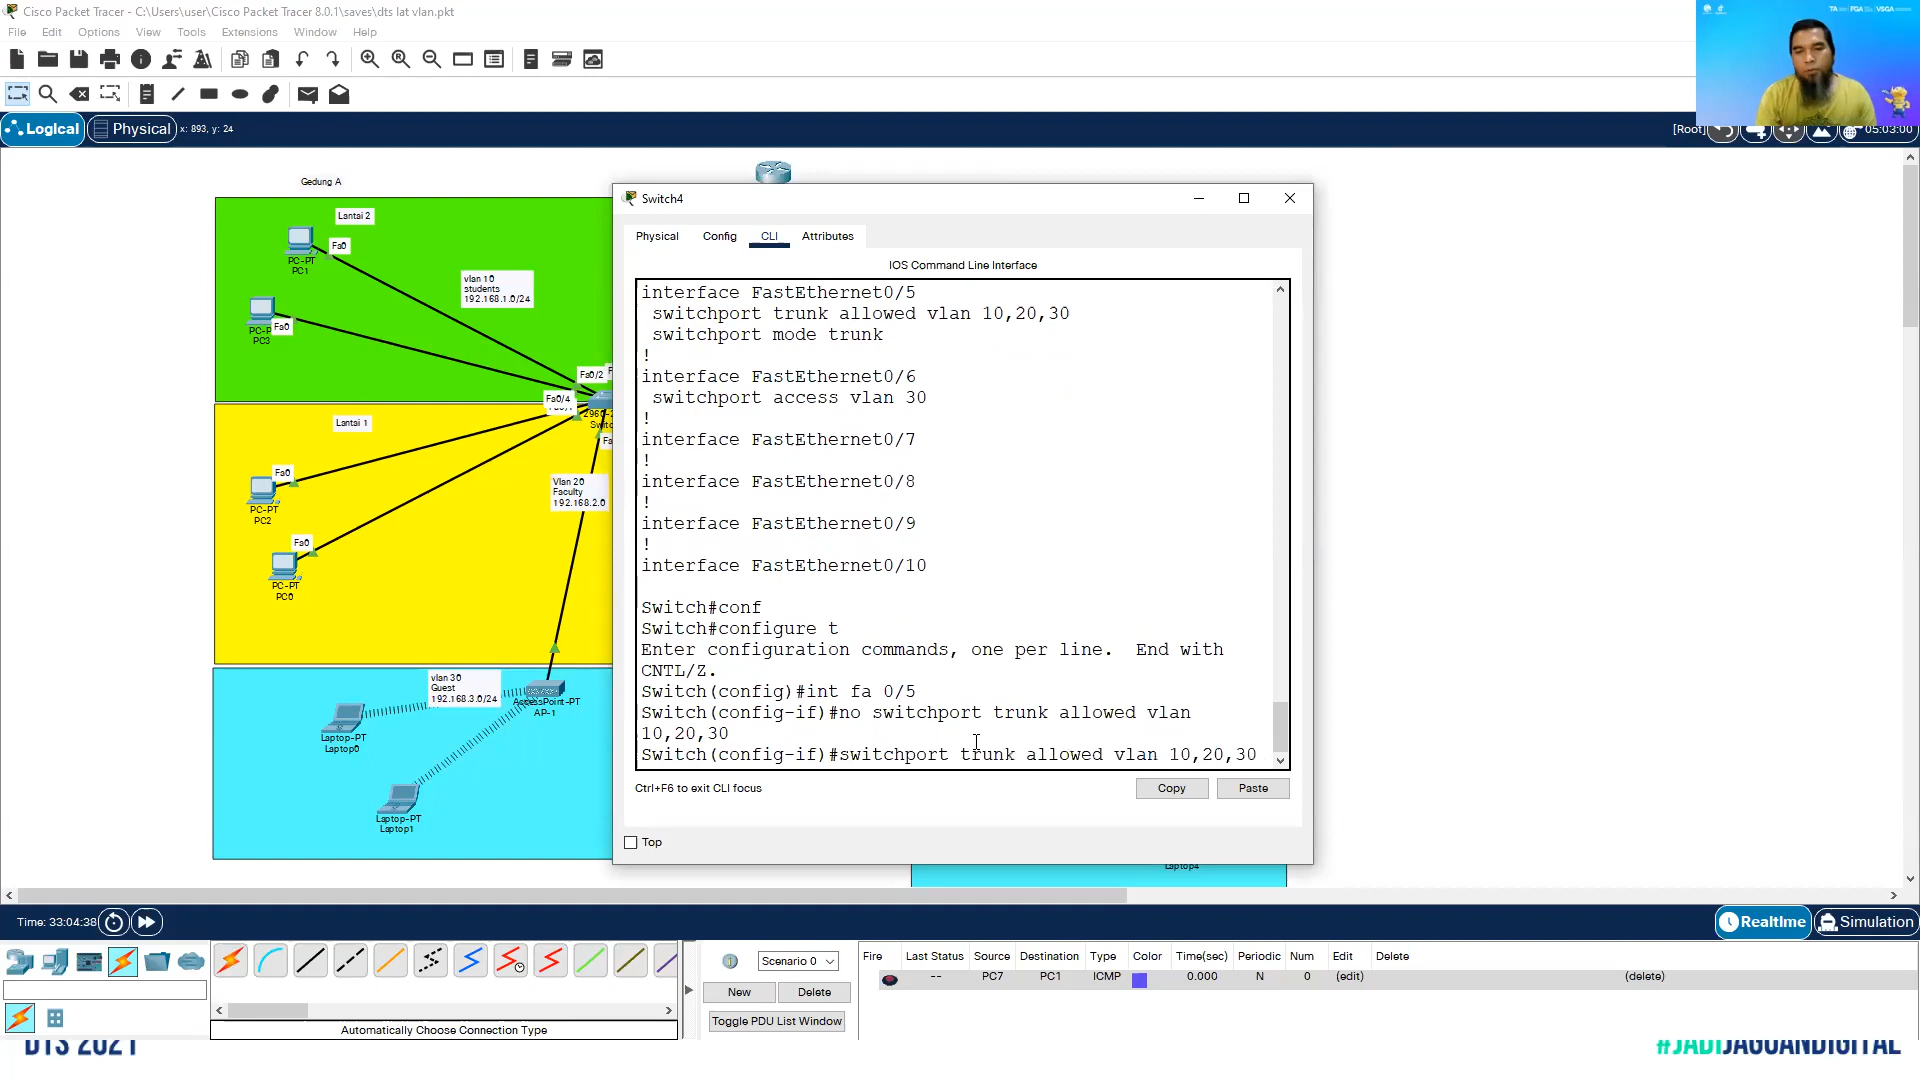 Cisco Packet Tracer - C:\Users\user\Cisco Packet Tracer 8.0.1\saves\dts lat vlan.pkt
File Edit Options View Tools Extensions Window Help
Logical Physical x: 893, y: 24
[Root] 05:03:00
Gedung A
Lantai 2
Fa0
PC-PT
PC1
vlan 10
students
192.168.1.0/24
Fa0
PC3
Fa0/2
Fa0/4
Lantai 1
Fa0
PC-PT
PC2
Vlan 20
Faculty
192.168.2.0
Fa0
PC-PT
PC0
vlan 30
Guest
192.168.3.0/24
AccessPoint-PT
AP-1
Laptop-PT
Laptop0
Laptop-PT
Laptop1
Switch4
Physical Config CLI Attributes
IOS Command Line Interface
interface FastEthernet0/5
switchport trunk allowed vlan 10,20,30
switchport mode trunk
!
interface FastEthernet0/6
switchport access vlan 30
!
interface FastEthernet0/7
!
interface FastEthernet0/8
!
interface FastEthernet0/9
!
interface FastEthernet0/10
Switch#conf
Switch#configure t
Enter configuration commands, one per line. End with
CNTL/Z.
Switch(config)#int fa 0/5
Switch(config-if)#no switchport trunk allowed vlan
10,20,30
Switch(config-if)#switchport trunk allowed vlan 10,20,30
Ctrl+F6 to exit CLI focus
Copy Paste
Top
Laptop4
Time: 33:04:38
Realtime Simulation
Scenario 0
New Delete
Toggle PDU List Window
Fire Last Status Source Destination Type Color Time(sec) Periodic Num Edit Delete
-- PC7 PC1 ICMP 0.000 N 0 (edit) (delete)
Automatically Choose Connection Type
DTS 2021
#JADIJAGOANDIGITAL